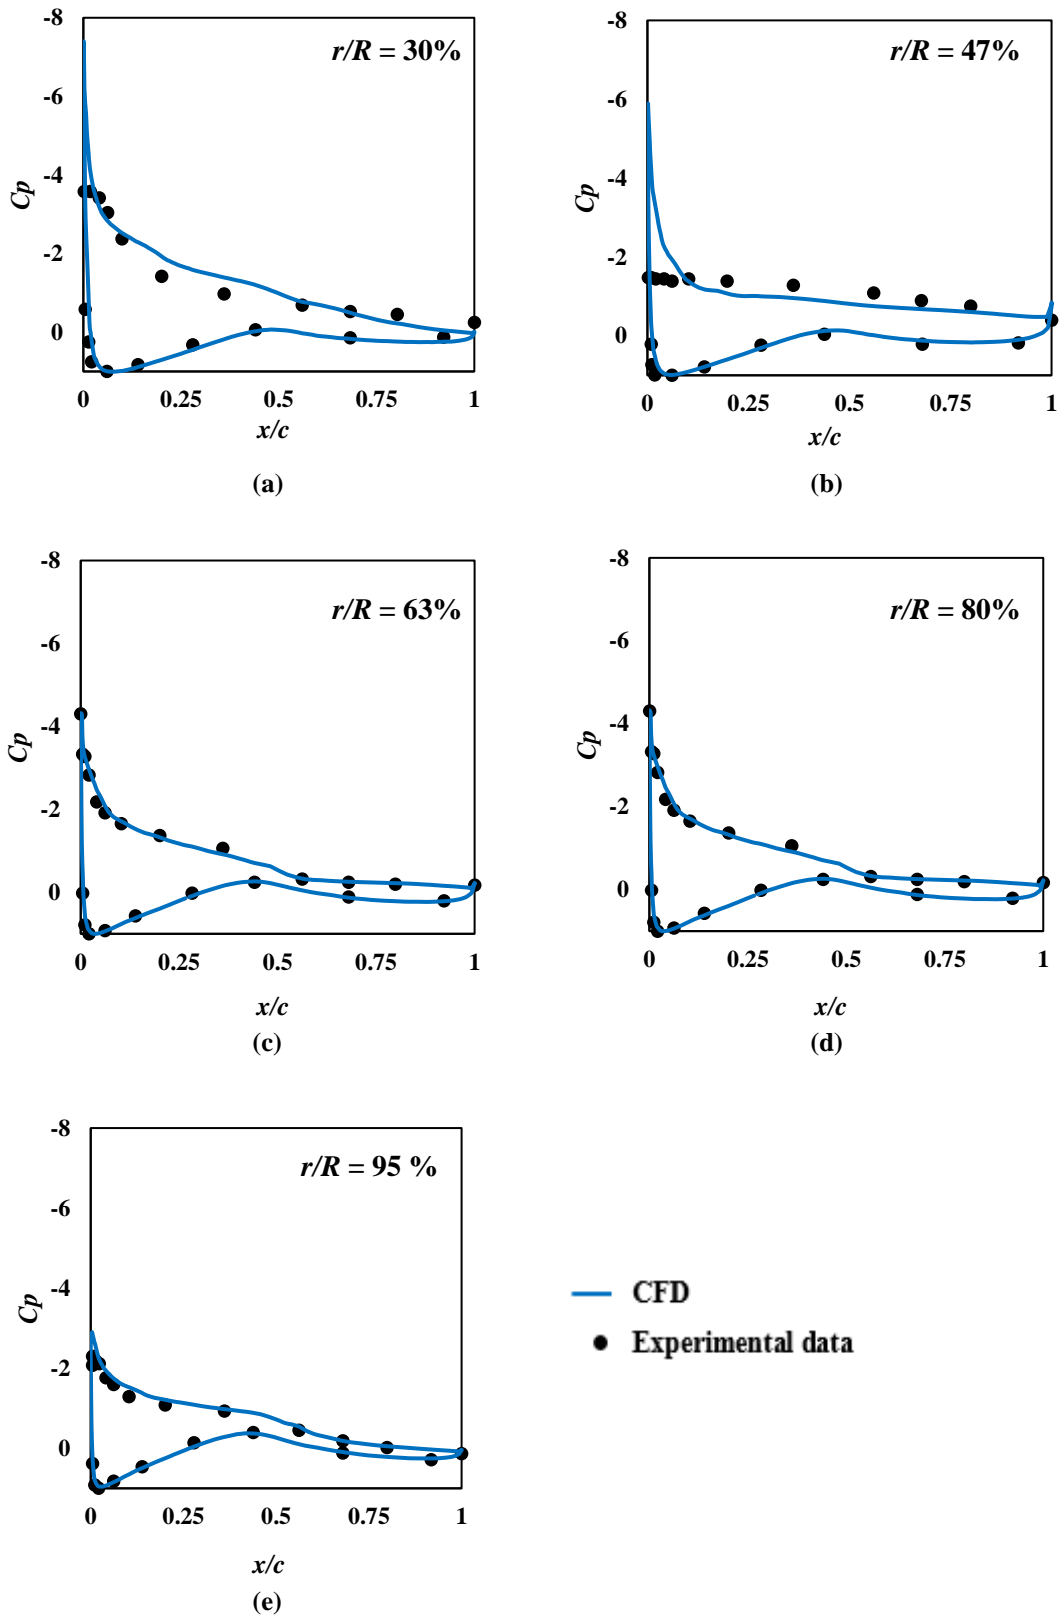 -8
r/R = 30%
-6
-4
Cp
-2
0
0 0.25 0.5 0.75 1
x/c
(a)
-8
r/R = 47%
-6
-4
Cp
-2
0
0 0.25 0.5 0.75 1
x/c
(b)
-8
r/R = 63%
-6
-4
Cp
-2
0
0 0.25 0.5 0.75 1
x/c
(c)
-8
r/R = 80%
-6
-4
Cp
-2
0
0 0.25 0.5 0.75 1
x/c
(d)
-8
r/R = 95 %
-6
-4
Cp
-2
0
0 0.25 0.5 0.75 1
x/c
(e)
CFD
Experimental data